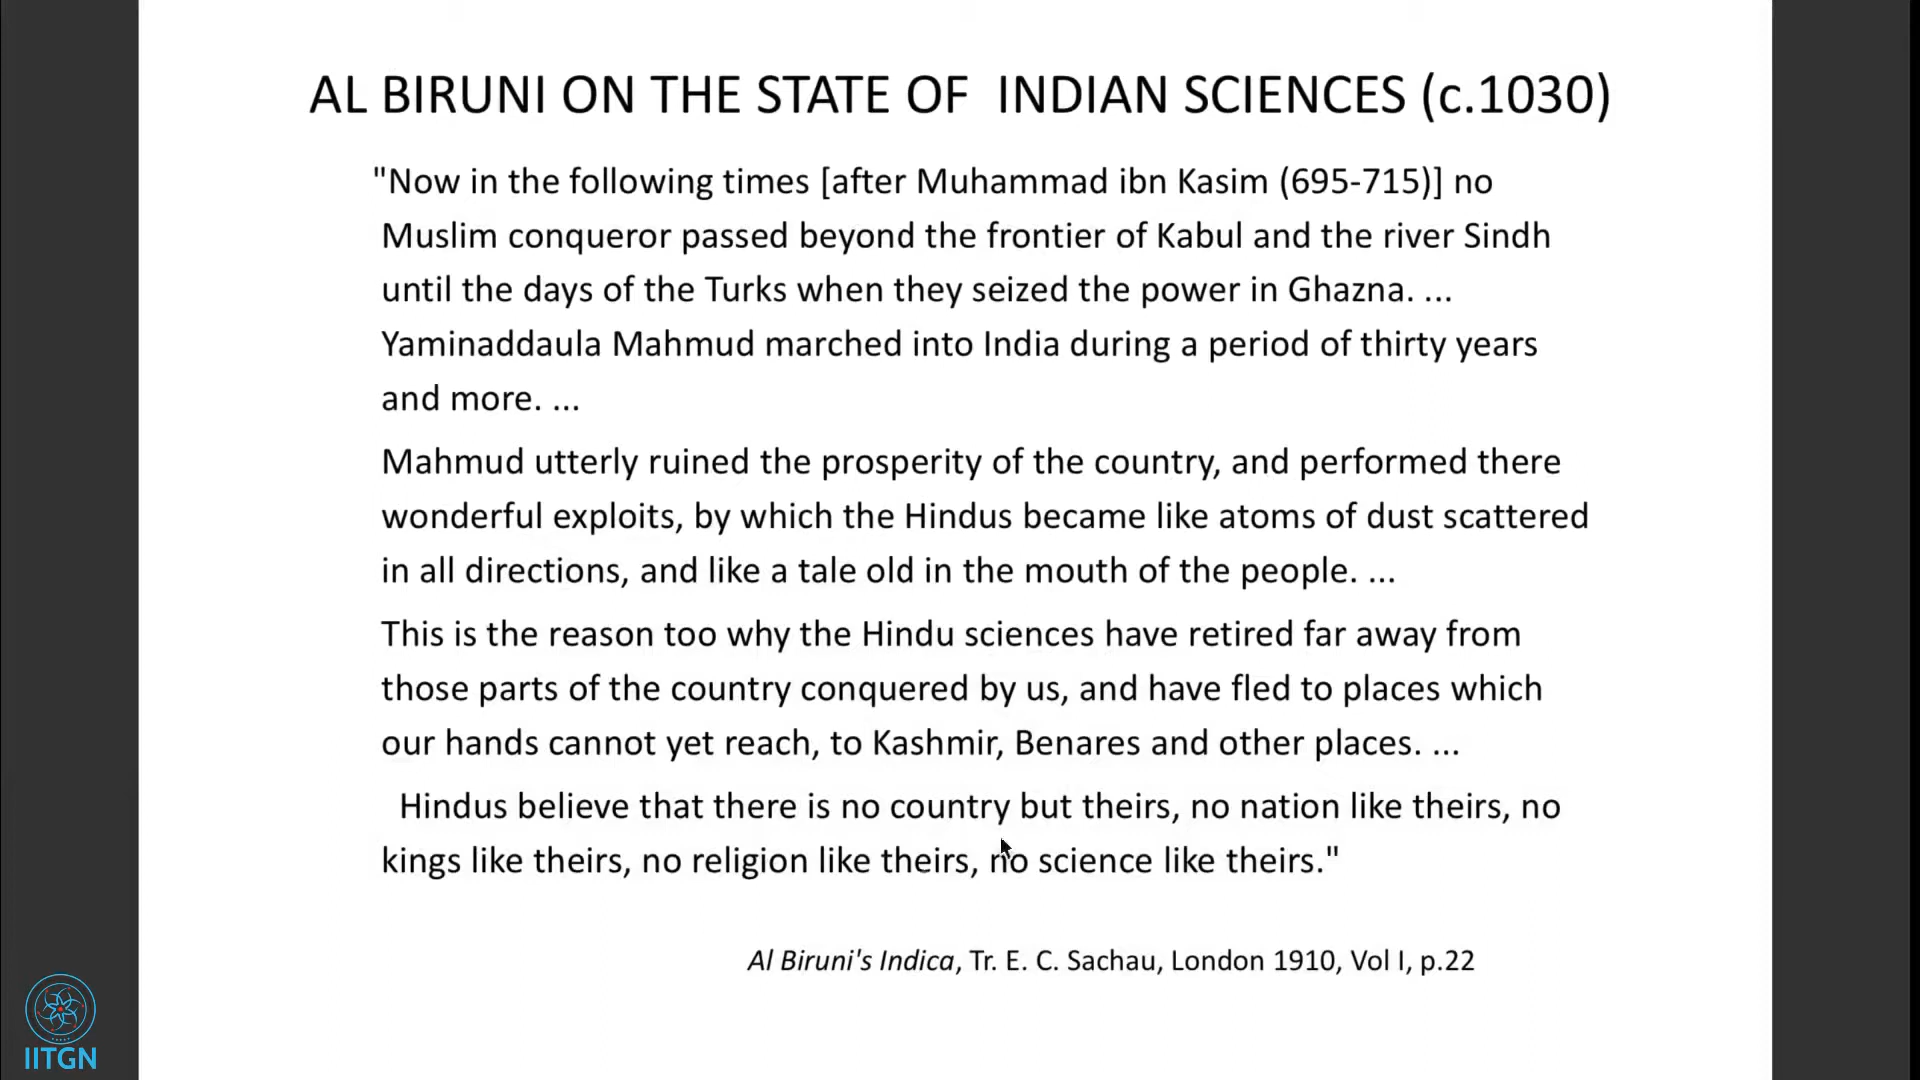 AL BIRUNI ON THE STATE OF INDIAN SCIENCES (c.1030)
"Now in the following times [after Muhammad ibn Kasim (695-715)] no
Muslim conqueror passed beyond the frontier of Kabul and the river Sindh
until the days of the Turks when they seized the power in Ghazna. ...
Yaminaddaula Mahmud marched into India during a period of thirty years
and more. ...
Mahmud utterly ruined the prosperity of the country, and performed there
wonderful exploits, by which the Hindus became like atoms of dust scattered
in all directions, and like a tale old in the mouth of the people. ...
This is the reason too why the Hindu sciences have retired far away from
those parts of the country conquered by us, and have fled to places which
our hands cannot yet reach, to Kashmir, Benares and other places. ...
Hindus believe that there is no country but theirs, no nation like theirs, no
kings like theirs, no religion like theirs, no science like theirs."
Al Biruni's Indica, Tr. E. C. Sachau, London 1910, Vol I, p.22
IITGN